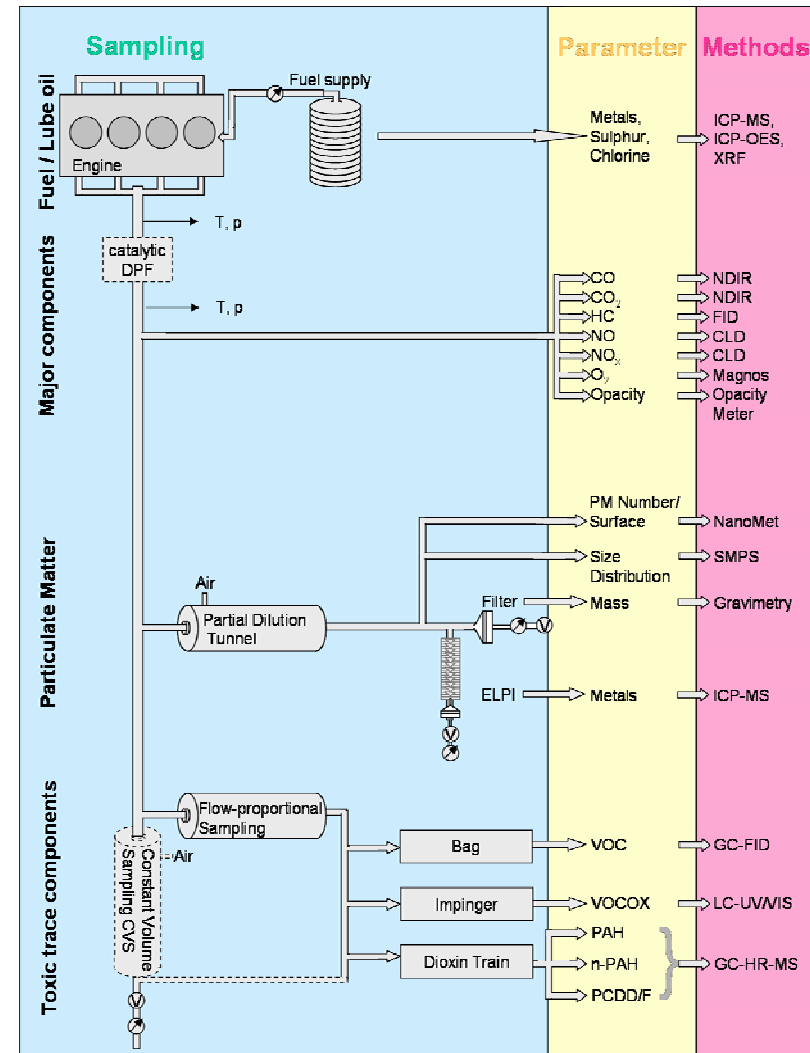 Sampling
Parameter
Methods
Fuel / Lube oil
Fuel supply
Engine
Metals,
Sulphur,
Chlorine
ICP-MS,
ICP-OES,
XRF
T, p
catalytic
DPF
T, p
Major components
CO
NDIR
CO2
NDIR
HC
FID
NO
CLD
NOx
CLD
O2
Magnos
Opacity
Opacity
Meter
Particulate Matter
PM Number/
Surface
NanoMet
Size
Distribution
SMPS
Air
Partial Dilution
Tunnel
Filter
Mass
Gravimetry
V
ELPI
Metals
ICP-MS
V
Toxic trace components
Flow-proportional
Sampling
Air
Constant Volume
Sampling CVS
Bag
VOC
GC-FID
Impinger
VOCOX
LC-UV/VIS
Dioxin Train
PAH
n-PAH
PCDD/F
GC-HR-MS
V